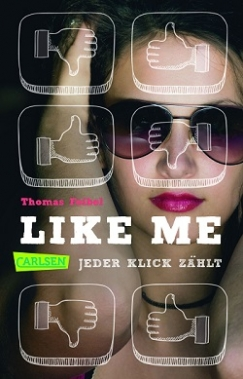 Thomas Feibel
LIKE ME
CARLSEN
JEDER KLICK ZÄHLT